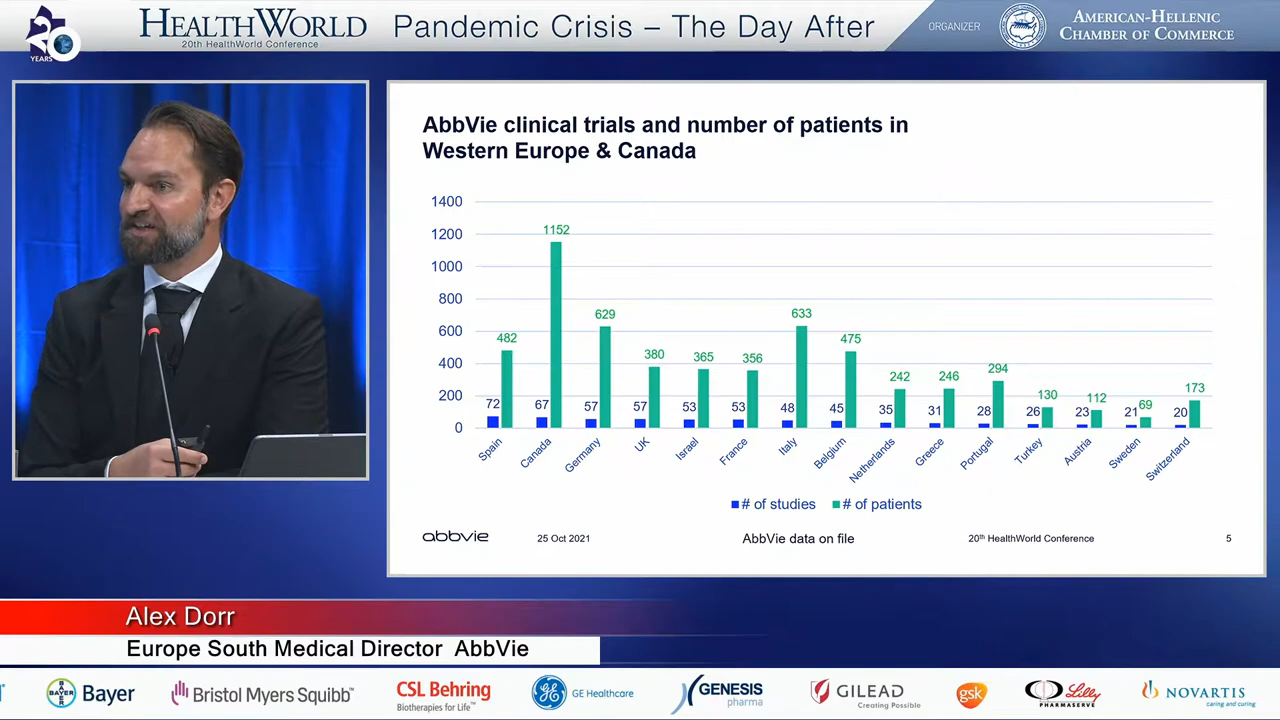 20
YEARS
HEALTHWORLD
20th HealthWorld Conference
Pandemic Crisis – The Day After
ORGANIZER
AMERICAN-HELLENIC
CHAMBER OF COMMERCE
AbbVie clinical trials and number of patients in
Western Europe & Canada
1400
1200
1000
800
600
400
200
0
72 482
67 1152
57 629
57 380
53 365
53 356
48 633
45 475
35 242
31 246
28 294
26 130
23 112
21 69
20 173
Spain
Canada
Germany
UK
Israel
France
Italy
Belgium
Netherlands
Greece
Portugal
Turkey
Austria
Sweden
Switzerland
# of studies # of patients
abbvie 25 Oct 2021 AbbVie data on file 20th HealthWorld Conference 5
Alex Dorr
Europe South Medical Director AbbVie
BAYER
Bayer
Bristol Myers Squibb™
CSL Behring
Biotherapies for Life™
GE Healthcare
GENESIS
pharma
GILEAD
Creating Possible
gsk
Lilly
PHARMASERVE
NOVARTIS
caring and curing